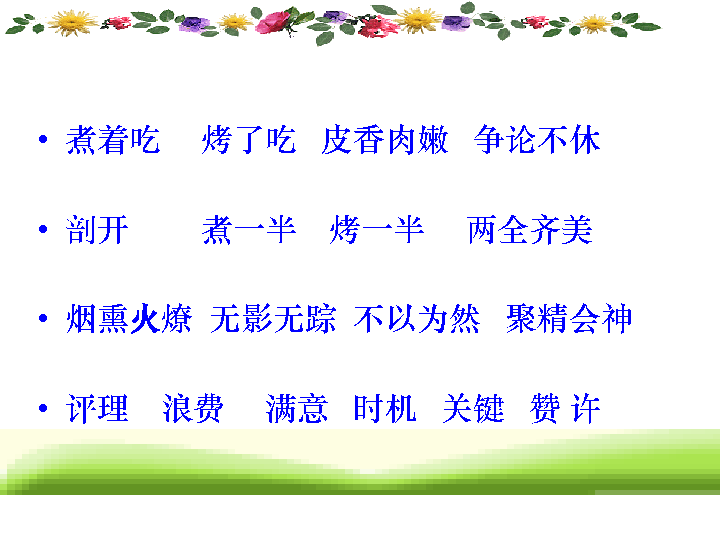 • 煮着吃 烤了吃 皮香肉嫩 争论不休
• 剖开 煮一半 烤一半 两全齐美
• 烟熏火燎 无影无踪 不以为然 聚精会神
• 评理 浪费 满意 时机 关键 赞 许